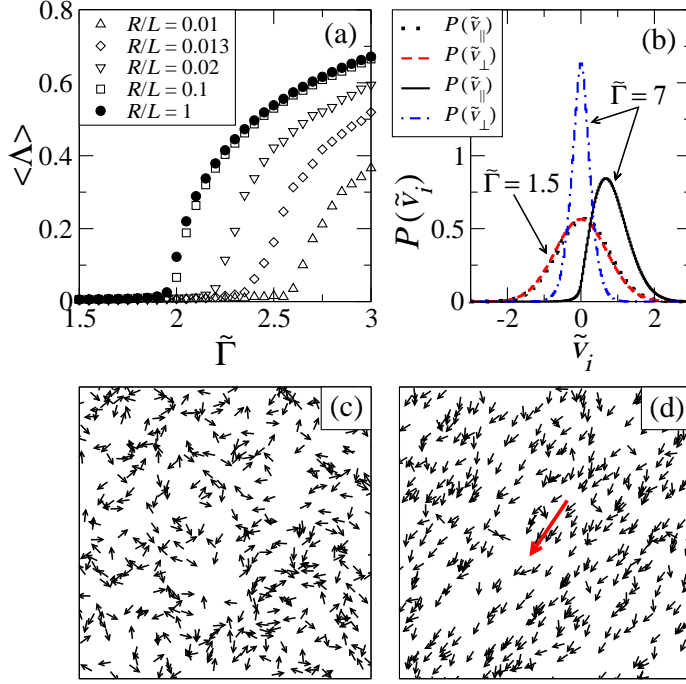 (a)
R/L = 0.01
R/L = 0.013
R/L = 0.02
R/L = 0.1
R/L = 1
<Λ>
0.8
0.6
0.4
0.2
0
1.5 2 2.5 3
Γ̃
(b)
P(ṽ∥)
P(ṽ⊥)
P(ṽ∥)
P(ṽ⊥)
Γ̃ = 7
Γ̃ = 1.5
P(ṽi)
1
0.5
0
-2 0 2
ṽi
(c)
(d)